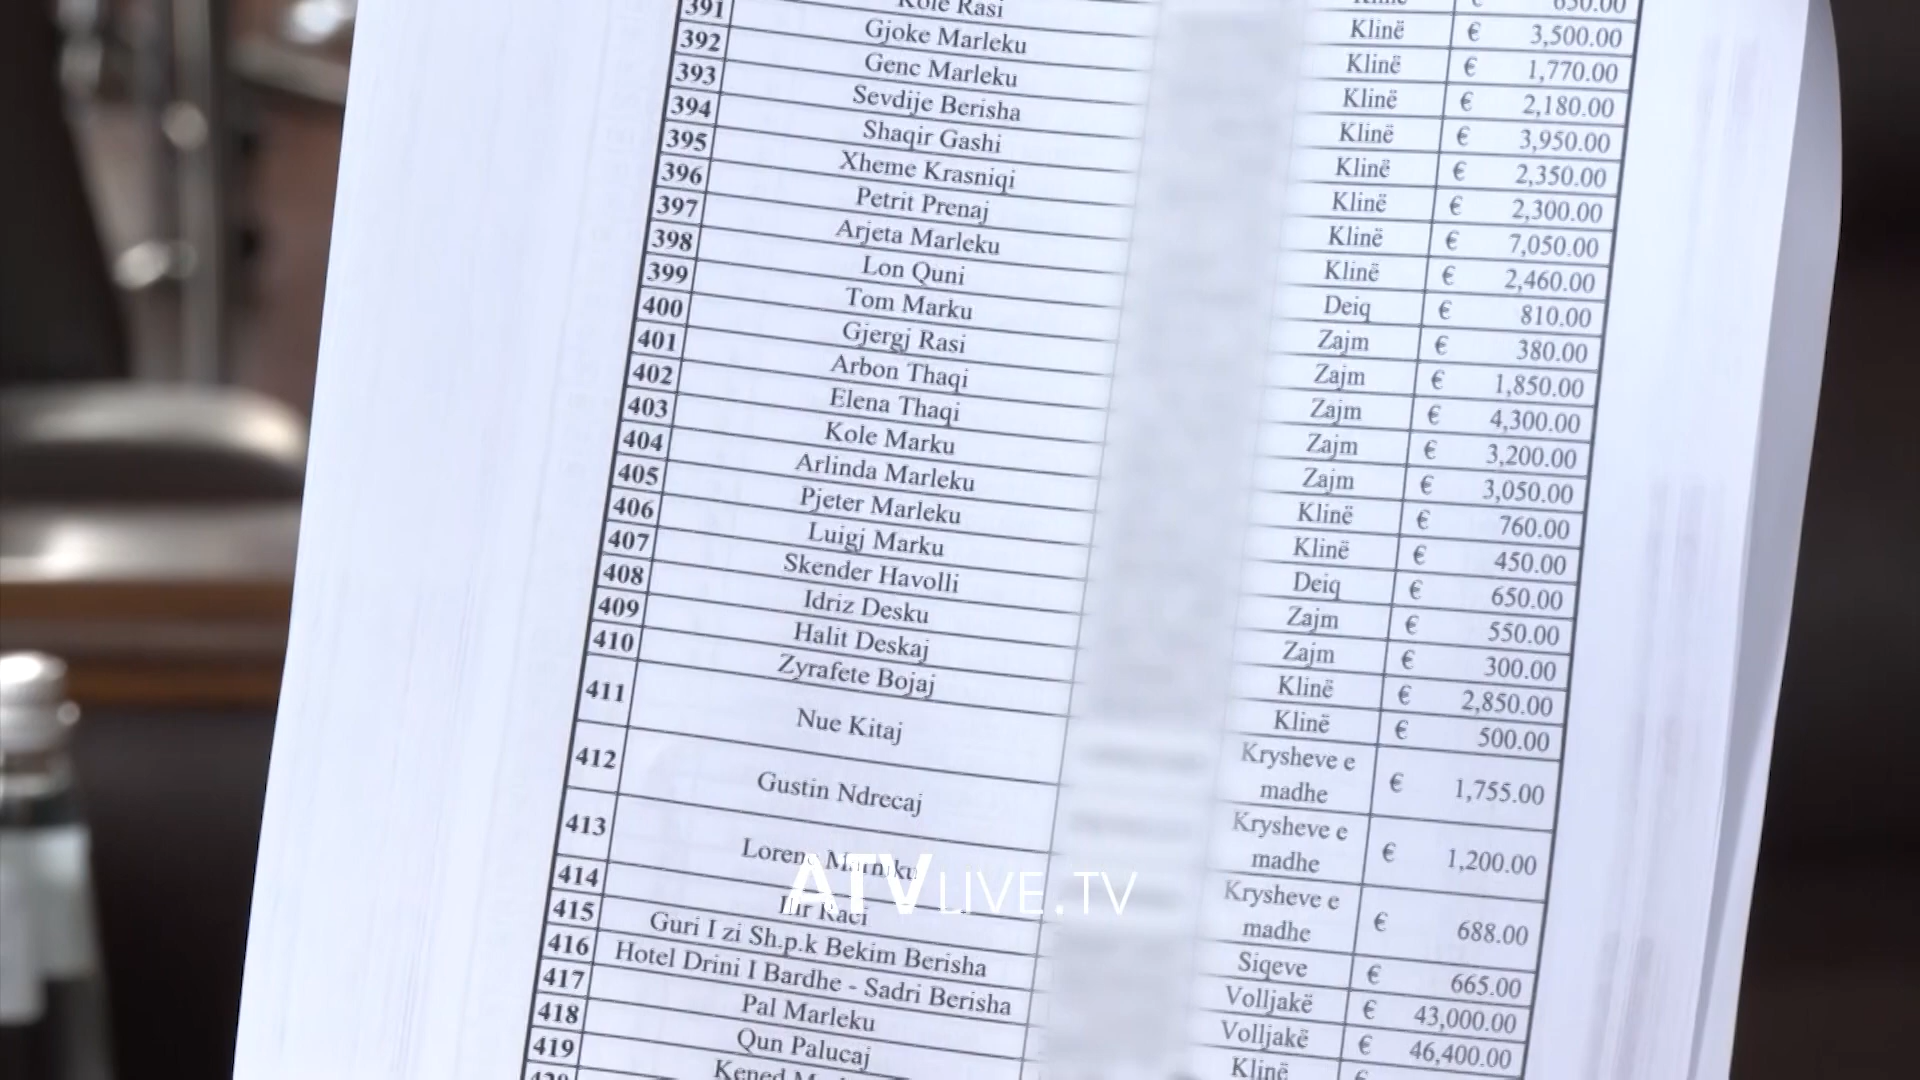 650.00
Kole Rasi Klinë € 3,500.00
391 Gjoke Marleku Klinë € 1,770.00
392 Genc Marleku Klinë € 2,180.00
393 Sevdije Berisha Klinë € 3,950.00
394 Shaqir Gashi Klinë € 2,350.00
395 Xheme Krasniqi Klinë € 2,300.00
396 Petrit Prenaj Klinë € 7,050.00
397 Arjeta Marleku Klinë € 2,460.00
398 Lon Quni Deiq € 810.00
399 Tom Marku Zajm € 380.00
400 Gjergj Rasi Zajm € 1,850.00
401 Arbon Thaqi Zajm € 4,300.00
402 Elena Thaqi Zajm € 3,200.00
403 Kole Marku Zajm € 3,050.00
404 Arlinda Marleku Klinë € 760.00
405 Pjeter Marleku Klinë € 450.00
406 Luigj Marku Deiq € 650.00
407 Skender Havolli Zajm € 550.00
408 Idriz Desku Zajm € 300.00
409 Halit Deskaj Klinë € 2,850.00
410 Zyrafete Bojaj Klinë € 500.00
411 Nue Kitaj Krysheve e madhe € 1,755.00
412 Gustin Ndrecaj Krysheve e madhe € 1,200.00
413 Krysheve e madhe € 688.00
414 Kaci Siqeve € 665.00
415 Guri I zi Sh.p.k Bekim Berisha Volljakë € 43,000.00
416 Hotel Drini I Bardhe - Sadri Berisha Volljakë € 46,400.00
417 Pal Marleku Klinë €
418 Qun Palucaj
419 Kened
420
ATVLIVE.TV